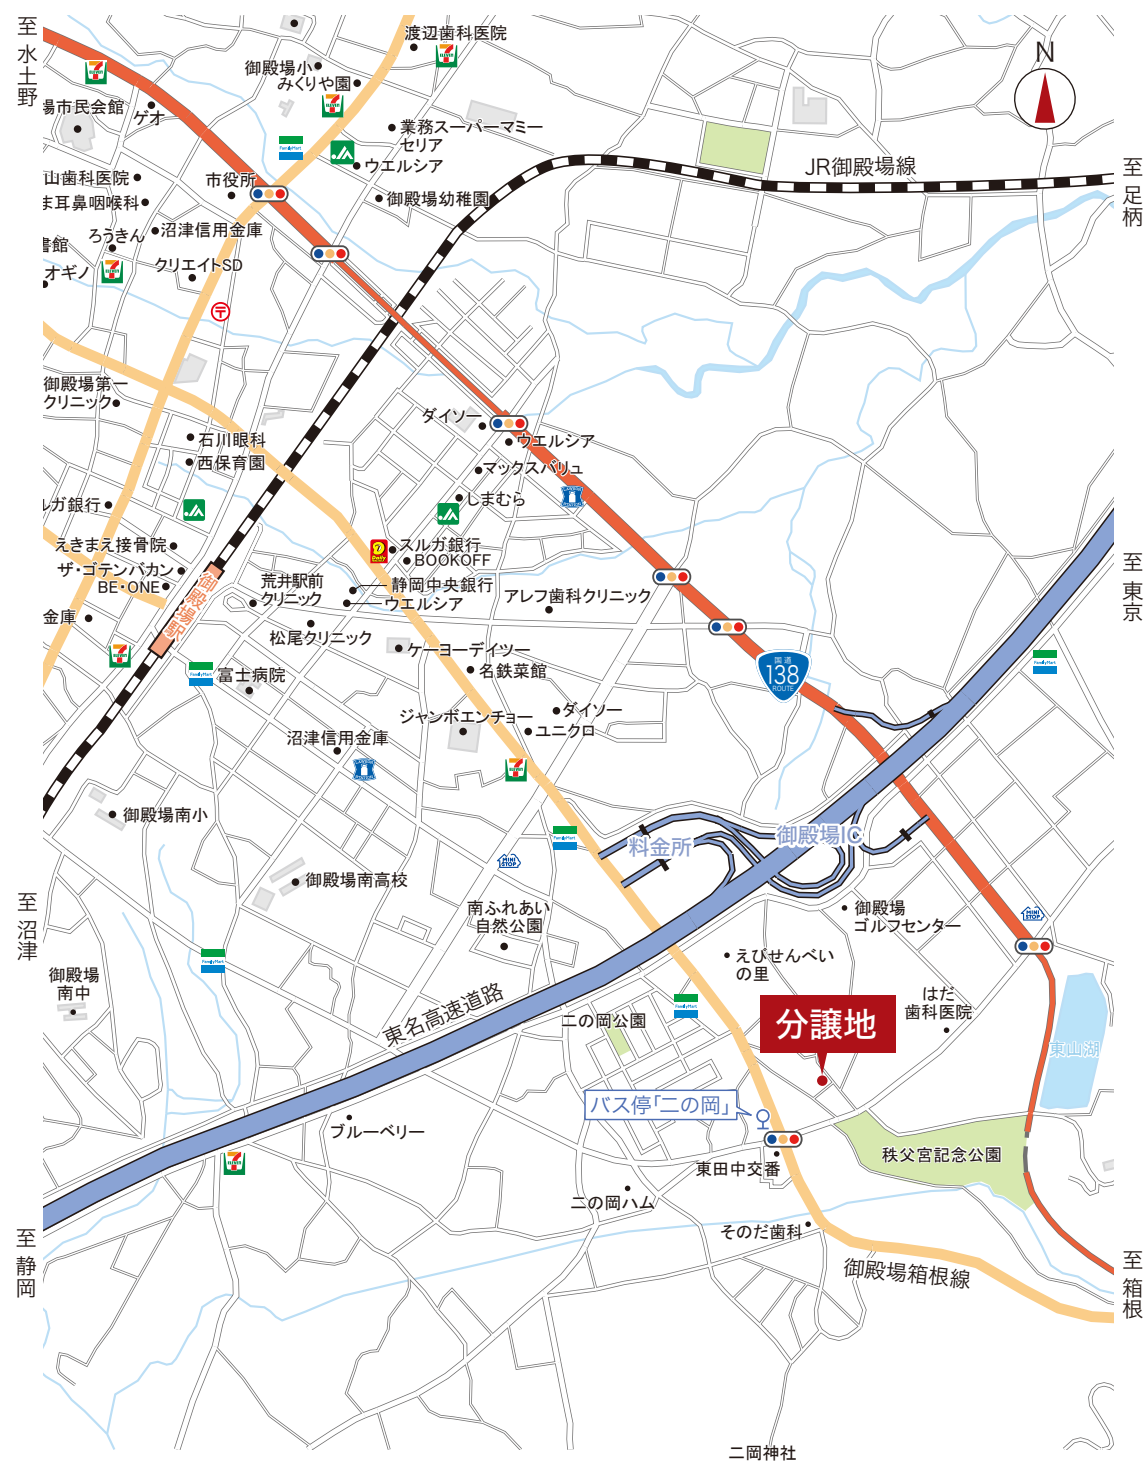 至水土野
渡辺歯科医院
御殿場小
みくりや園
場市民会館
ゲオ
業務スーパーマミー
セリア
ウエルシア
N
JR御殿場線
至足柄
山歯科医院
市役所
ま耳鼻咽喉科
御殿場幼稚園
ろうきん
沼津信用金庫
書館
オギノ
クリエイトSD
御殿場第一
クリニック
ダイソー
ウエルシア
石川眼科
西保育園
マックスバリュ
しまむら
ルガ銀行
えきまえ接骨院
スルガ銀行
BOOKOFF
ザ・ゴテンバカン
BE・ONE
御殿場駅
荒井駅前
クリニック
静岡中央銀行
ウエルシア
アレフ歯科クリニック
至東京
金庫
松尾クリニック
ケーヨーデイツー
名鉄菜館
富士病院
国道
138
ROUTE
FamilyMart
ジャンボエンチョー
ダイソー
ユニクロ
沼津信用金庫
御殿場南小
料金所
御殿場IC
MINI
STOP
御殿場南高校
至沼津
南ふれあい
自然公園
御殿場
ゴルフセンター
MINI
STOP
えびせんべい
の里
御殿場
南中
東名高速道路
二の岡公園
分譲地
はだ
歯科医院
東山湖
バス停「二の岡」
ブルーベリー
東田中交番
秩父宮記念公園
二の岡ハム
そのだ歯科
至静岡
御殿場箱根線
至箱根
二岡神社